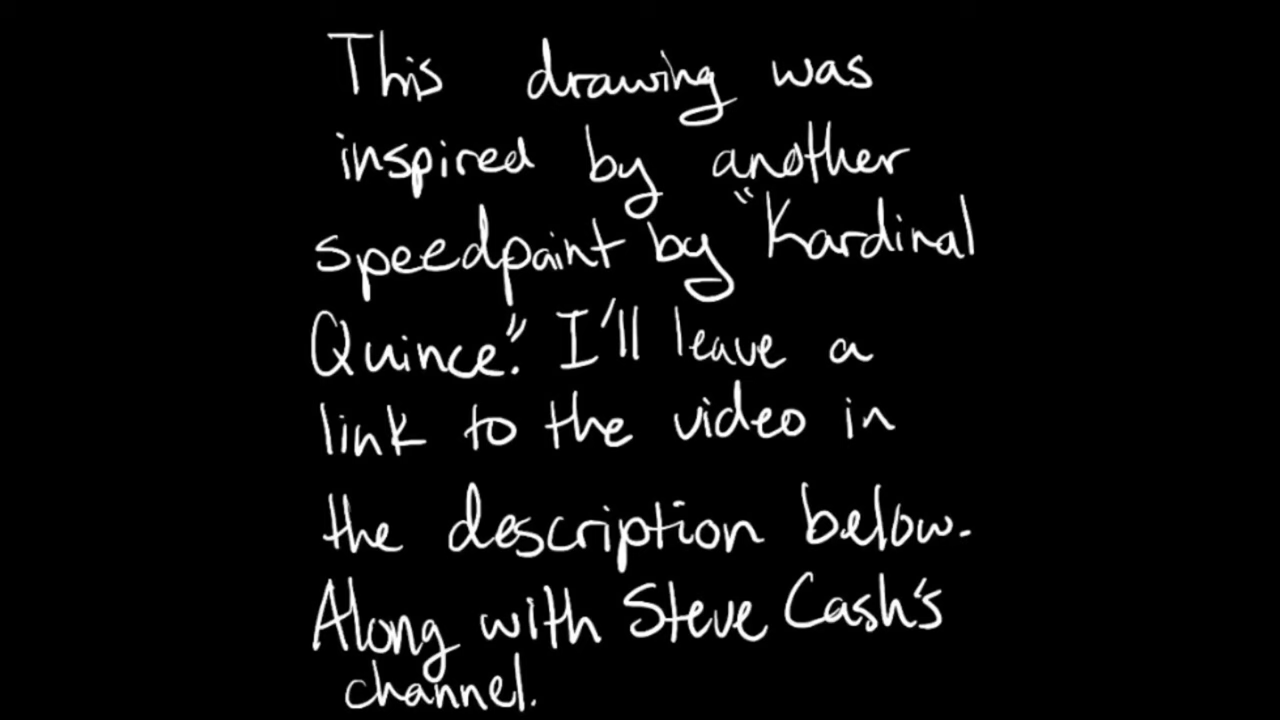 This drawing was
inspired by another
speedpaint by "Kardinal
Quince." I'll leave a
link to the video in
the description below.
Along with Steve Cash's
channel.